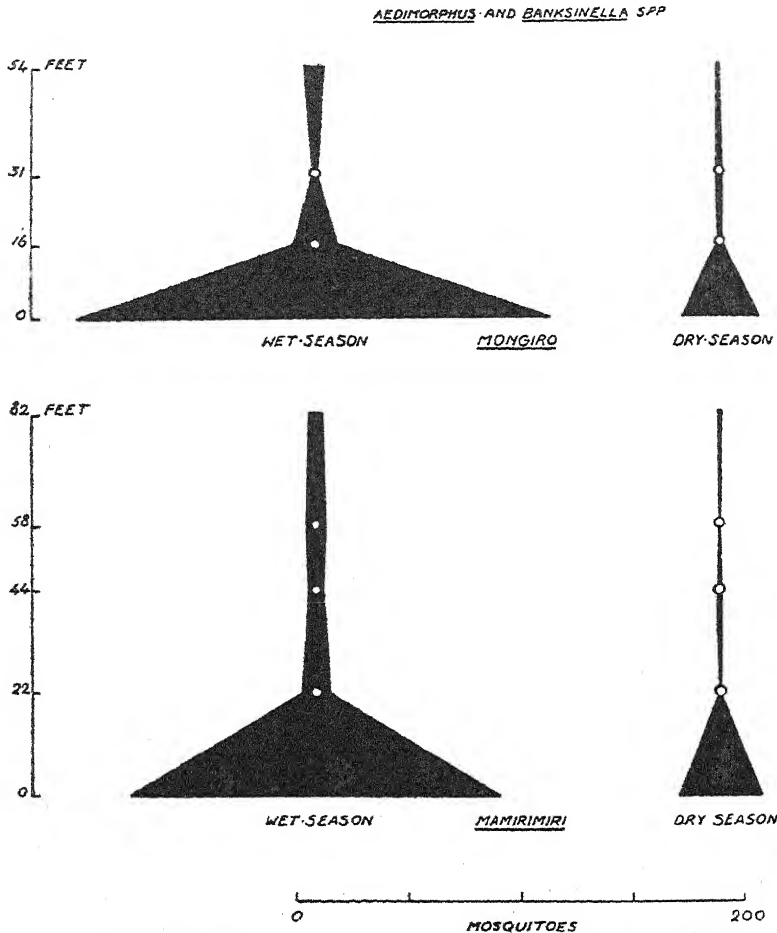 AEDIMORPHUS·AND BANKSINELLA SPP
54 FEET
31
16
0
WET·SEASON MONGIRO DRY·SEASON
82 FEET
58
44
22
0
WET·SEASON MAMIRIMIRI DRY SEASON
0 200
MOSQUITOES